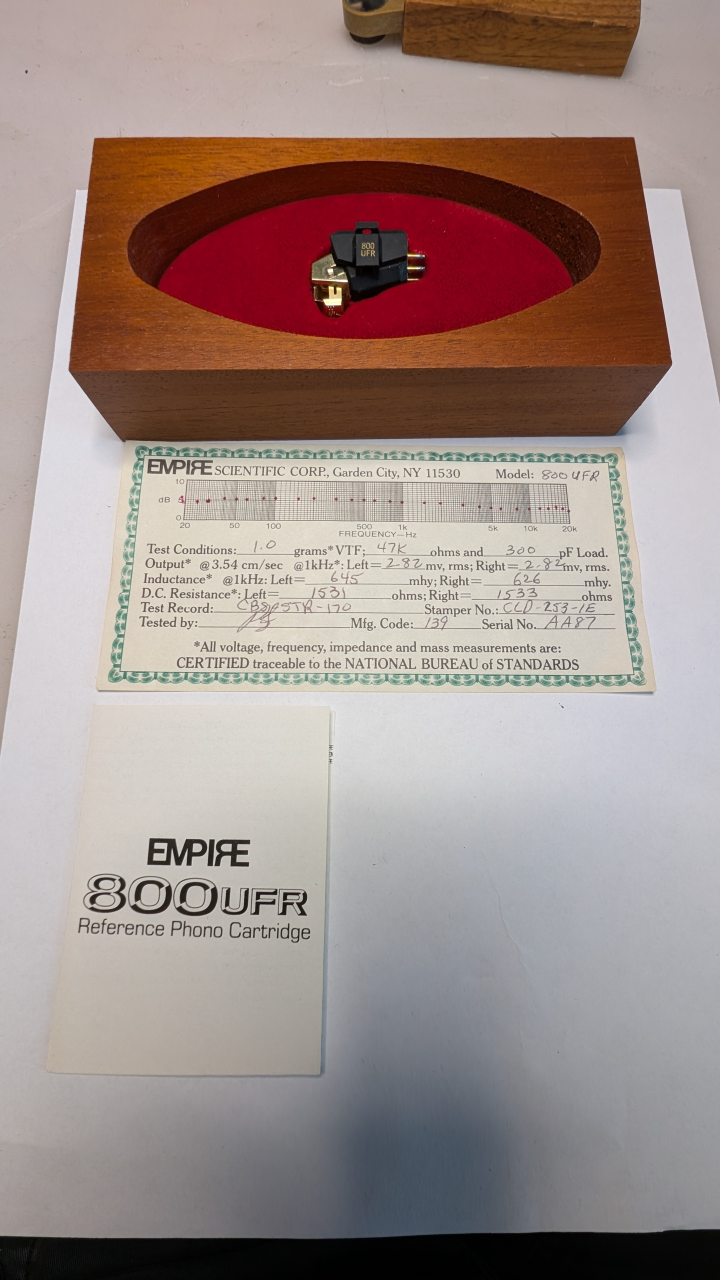 800
UFR
EMPIRE SCIENTIFIC CORP., Garden City, NY 11530 Model: 800 UFR
10
dB 5
0
20 50 100 500 1k 5k 10k 20k
FREQUENCY—Hz
Test Conditions: 1.0 grams* VTF; 47K ohms and 300 pF Load.
Output* @ 3.54 cm/sec @1kHz*: Left= 2.82 mv, rms; Right= 2.82 mv, rms.
Inductance* @1kHz: Left= 645 mhy; Right= 626 mhy.
D.C. Resistance*: Left= 1531 ohms; Right= 1533 ohms
Test Record: CBS STR-170 Stamper No.: CCD-253-1E
Tested by: Mfg. Code: 139 Serial No. AA87
*All voltage, frequency, impedance and mass measurements are:
CERTIFIED traceable to the NATIONAL BUREAU of STANDARDS
EMPIRE
800UFR
Reference Phono Cartridge